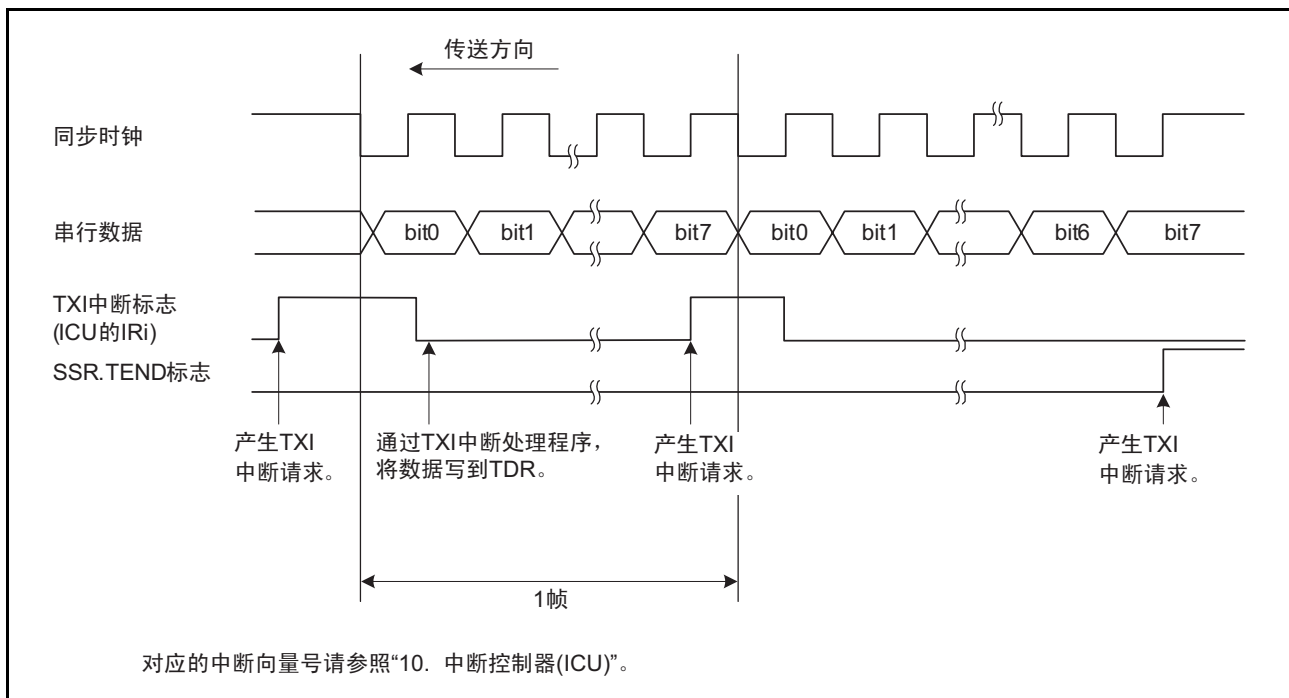 传送方向
同步时钟
串行数据
bit0 bit1 bit7 bit0 bit1 bit6 bit7
TXI中断标志
(ICU的IRi)
SSR.TEND标志
产生TXI
中断请求。
通过TXI中断处理程序，
将数据写到TDR。
产生TXI
中断请求。
产生TXI
中断请求。
1帧
对应的中断向量号请参照“10. 中断控制器(ICU)”。